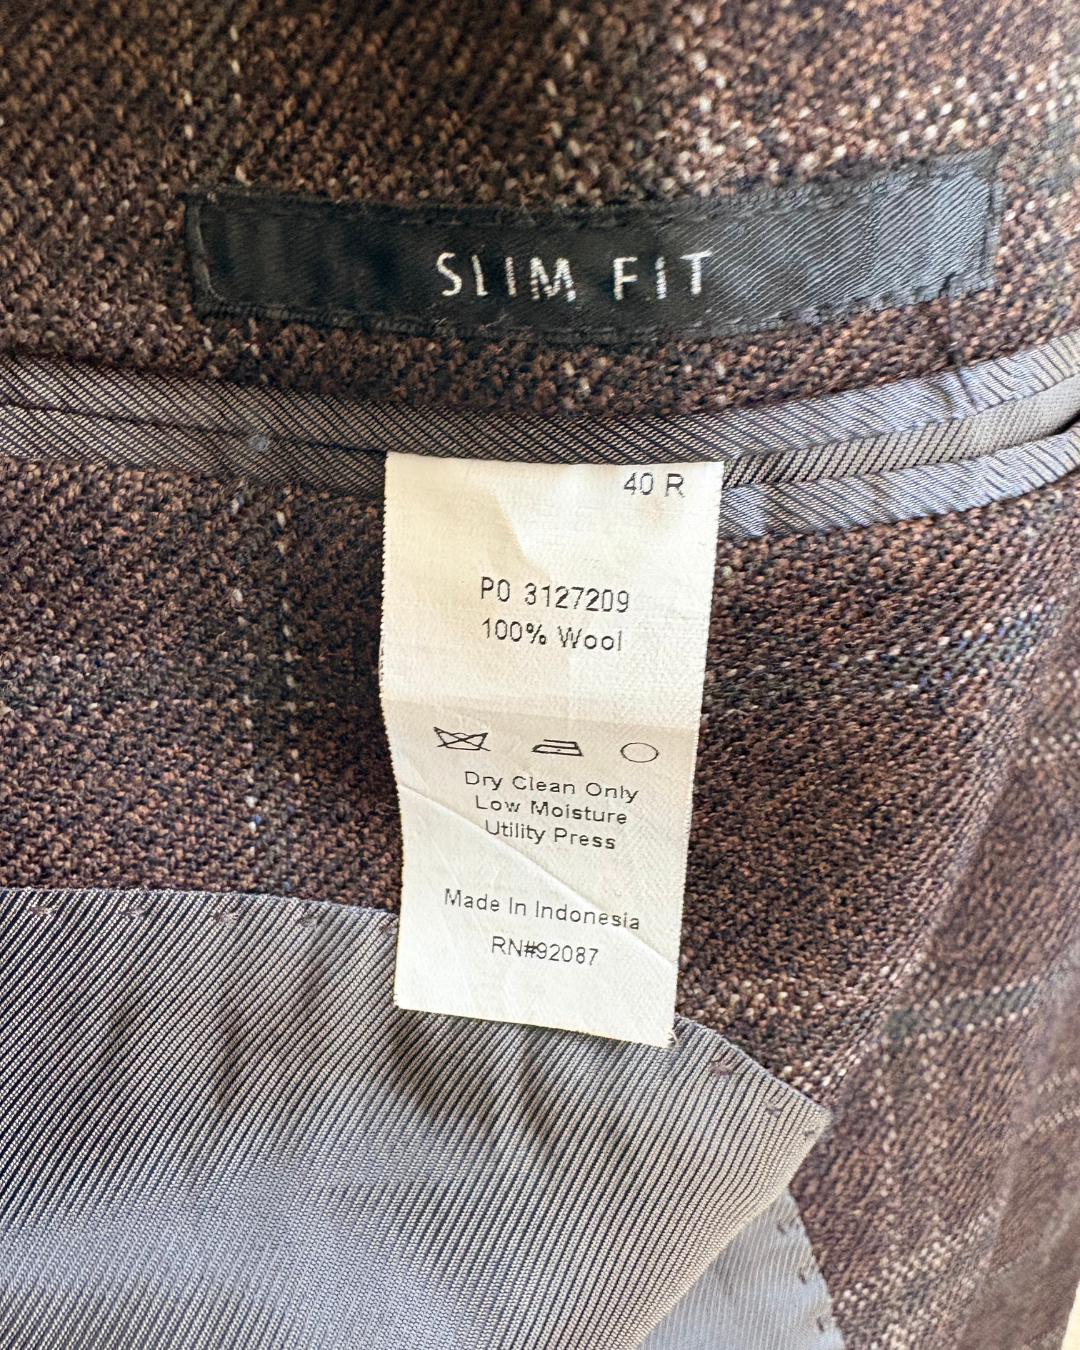 SLIM FIT
40 R
PO 3127209
100% Wool
Dry Clean Only
Low Moisture
Utility Press
Made In Indonesia
RN#92087